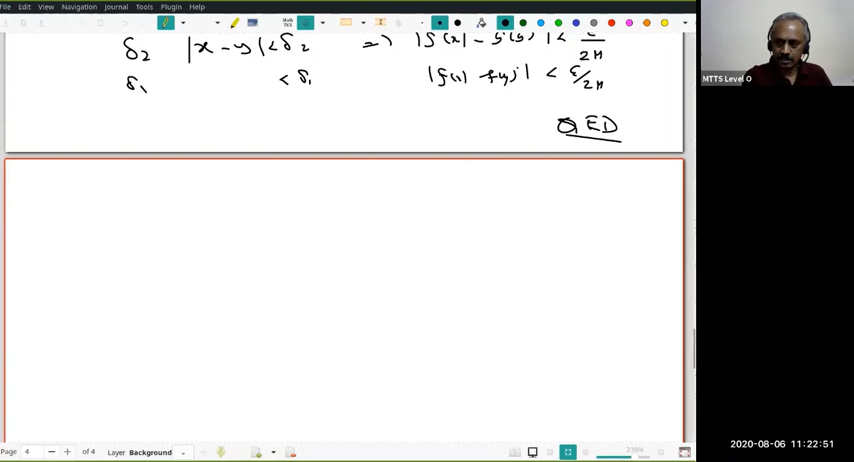 File Edit View Navigation Journal Tools Plugin Help
δ2 |x - y| < δ2 => |f(x) - f(y)| < ε/2M
δ1 < δ1 |f(x) - f(y)| < ε/2M
QED
MTTS Level O
2020-08-06 11:22:51
Page 4 of 4 Layer Background